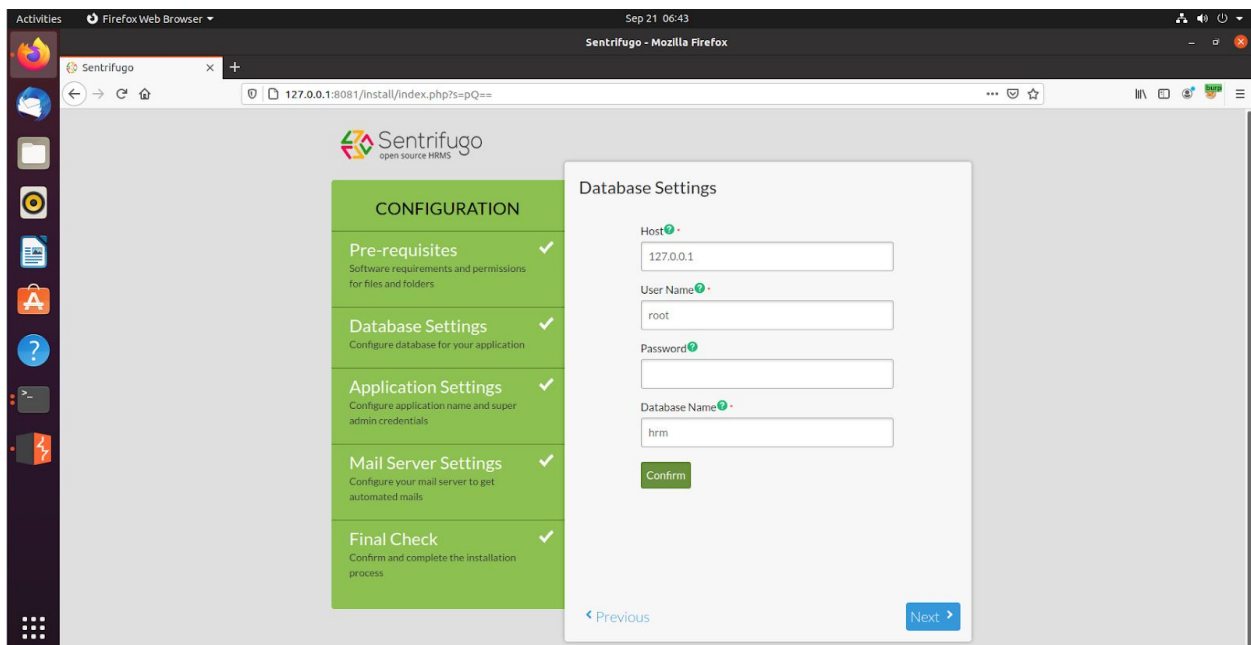 Activities Firefox Web Browser Sep 21 06:43
Sentrifugo - Mozilla Firefox
Sentrifugo
127.0.0.1:8081/install/index.php?s=pQ==
burp
Sentrifugo
open source HRMS
CONFIGURATION
Pre-requisites
Software requirements and permissions
for files and folders
Database Settings
Configure database for your application
Application Settings
Configure application name and super
admin credentials
Mail Server Settings
Configure your mail server to get
automated mails
Final Check
Confirm and complete the installation
process
Database Settings
Host
127.0.0.1
User Name
root
Password
Database Name
hrm
Confirm
Previous
Next